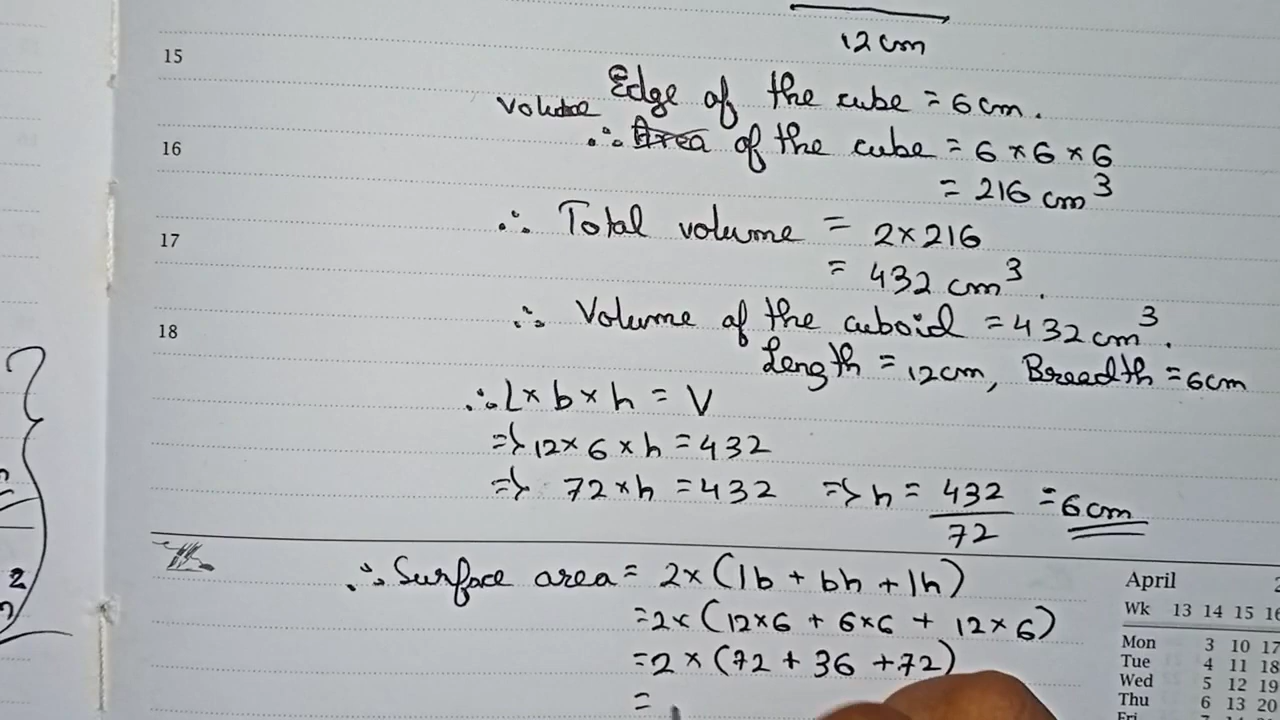 12 cm
15
Edge of the cube = 6 cm.
Volume
∴ Area of the cube = 6 × 6 × 6
16
= 216 cm³
∴ Total volume = 2 × 216
17
= 432 cm³.
∴ Volume of the cuboid = 432 cm³.
18
Length = 12cm, Breadth = 6cm
∴ l × b × h = V
=> 12 × 6 × h = 432
=> 72 × h = 432 => h = 432/72 = 6 cm
∴ Surface area = 2 × (lb + bh + lh)
= 2 × (12×6 + 6×6 + 12×6)
= 2 × (72 + 36 + 72)
=
2
April
Wk 13 14 15 16
Mon 3 10 17
Tue 4 11 18
Wed 5 12 19
Thu 6 13 20
Fri